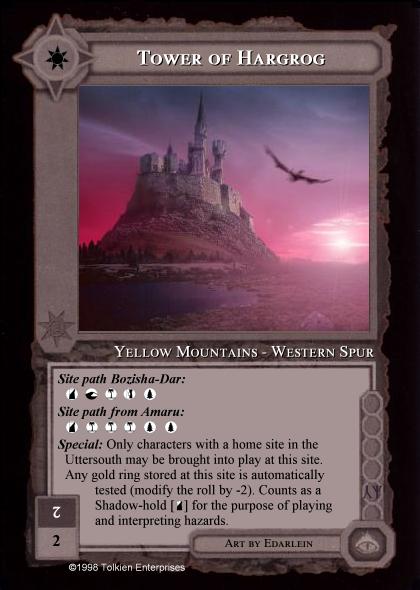 Tower of Hargrog
Yellow Mountains - Western Spur
Site path Bozisha-Dar:
Site path from Amaru:
Special: Only characters with a home site in the
Uttersouth may be brought into play at this site.
Any gold ring stored at this site is automatically
tested (modify the roll by -2). Counts as a
Shadow-hold [] for the purpose of playing
and interpreting hazards.
2
2
Art by Edarlein
©1998 Tolkien Enterprises